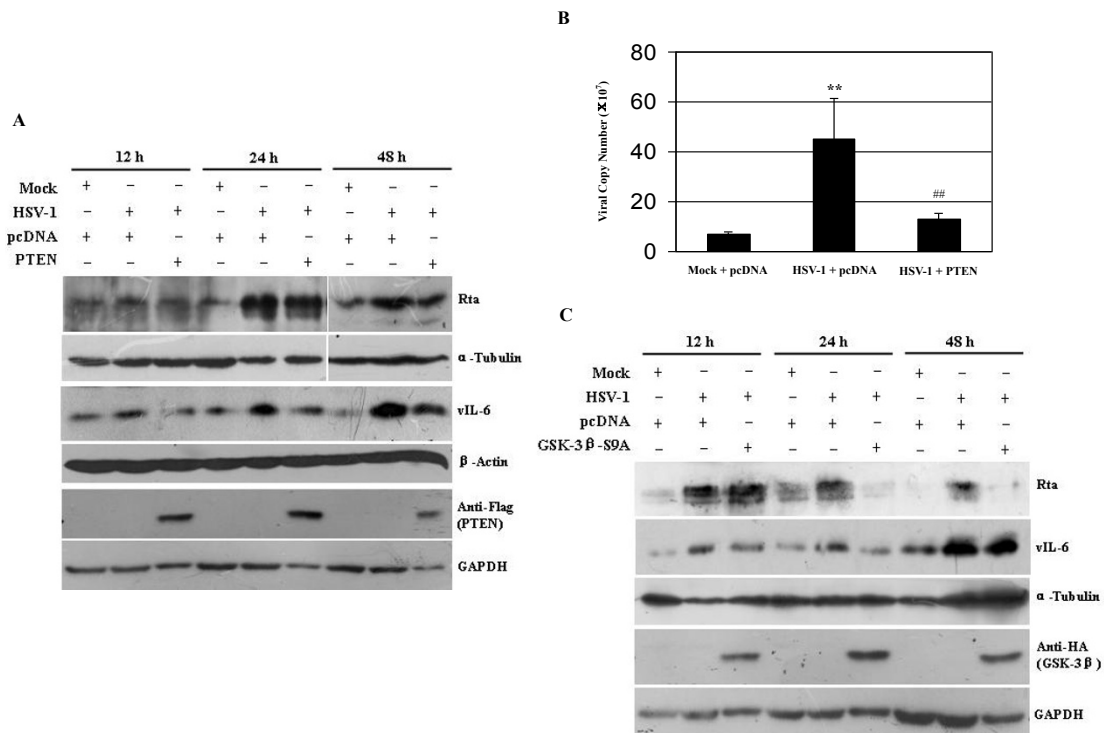 A
12 h 24 h 48 h
Mock + – – + – – + – –
HSV-1 – + + – + + – + +
pcDNA + + – + + – + + –
PTEN – – + – – + – – +
Rta
α-Tubulin
vIL-6
β-Actin
Anti-Flag
(PTEN)
GAPDH
B
80
60
40
20
0
Viral Copy Number (×10⁷)
**
##
Mock + pcDNA HSV-1 + pcDNA HSV-1 + PTEN
C
12 h 24 h 48 h
Mock + – – + – – + – –
HSV-1 – + + – + + – + +
pcDNA + + – + + – + + –
GSK-3β-S9A – – + – – + – – +
Rta
vIL-6
α-Tubulin
Anti-HA
(GSK-3β)
GAPDH